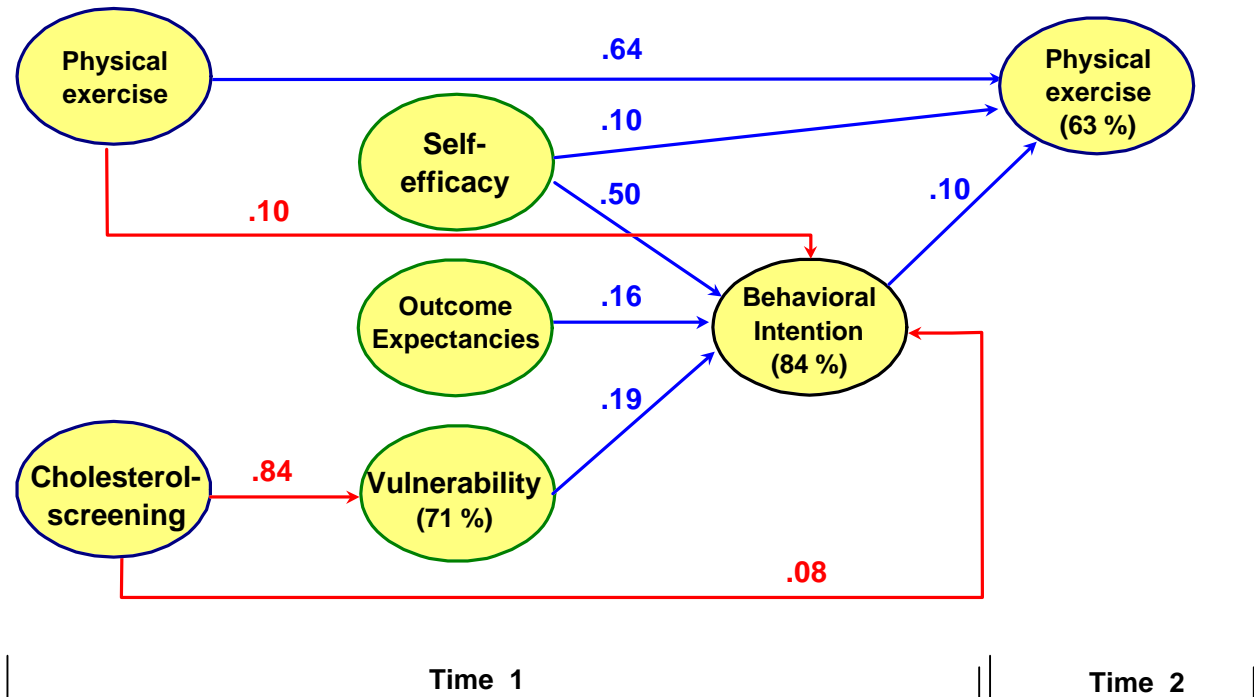 Physical
exercise
.64
Physical
exercise
(63 %)
.10
Self-
efficacy
.50
.10
.10
Outcome
Expectancies
.16
Behavioral
Intention
(84 %)
.19
Cholesterol-
screening
.84
Vulnerability
(71 %)
.08
Time 1
Time 2